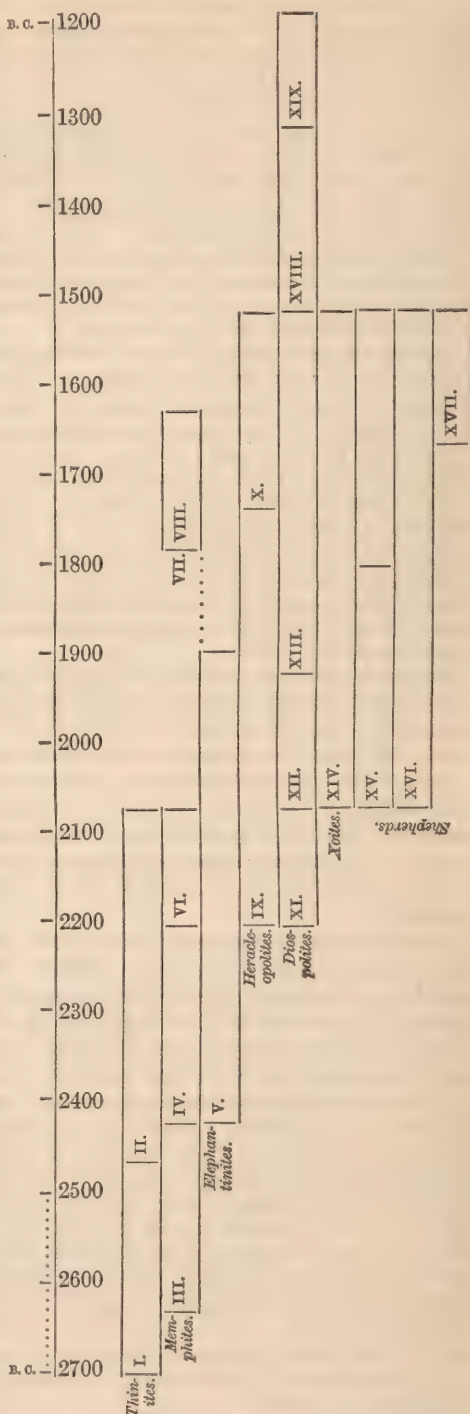 B. C. 1200
1300
1400
1500
1600
1700
1800
1900
2000
2100
2200
2300
2400
2500
2600
B. C. 2700
Thin-
ites.
I.
II.
Mem-
phites.
III.
IV.
VI.
VII.
VIII.
Elephan-
tinites.
V.
Heracle-
opolites.
IX.
X.
Dios-
polites.
XI.
XII.
XIII.
XVIII.
XIX.
Xoites.
XIV.
Shepherds.
XV.
XVI.
XVII.